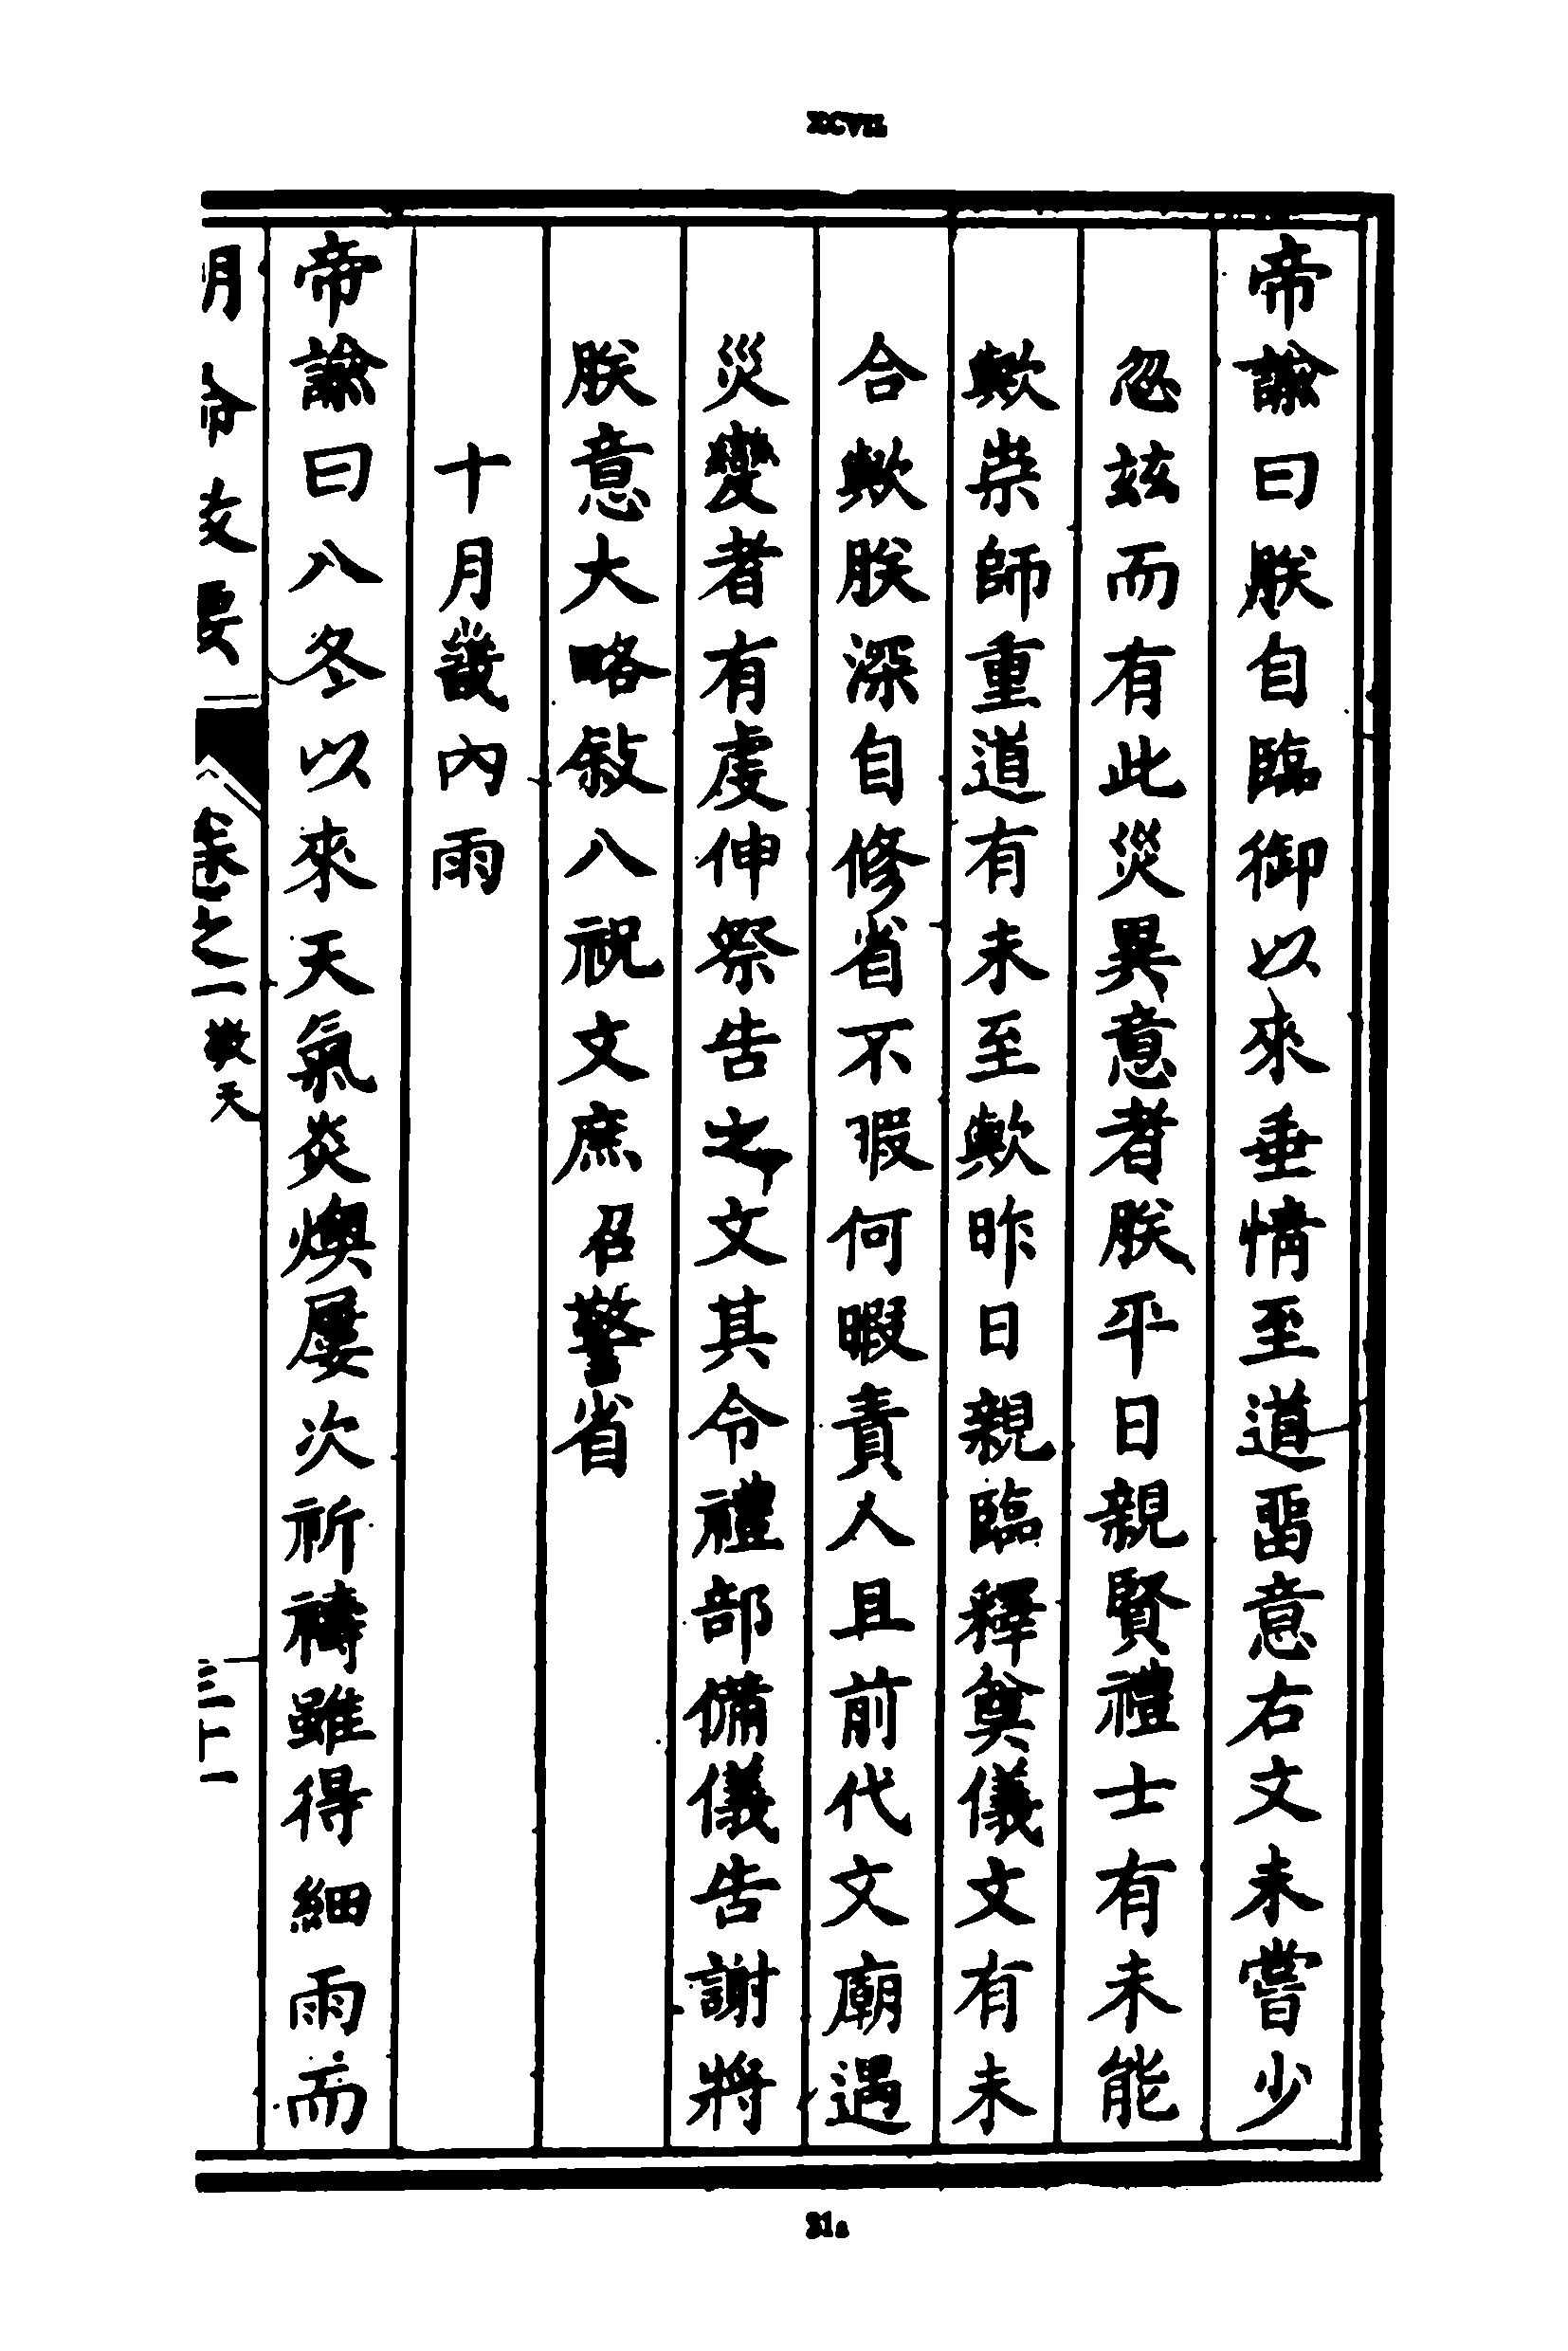 XCVII
帝諭曰朕自臨御以來垂情至道畱意右文未嘗少
忽玆而有此災異意者朕平日親賢禮士有未能
歟崇師重道有未至歟昨日親臨釋奠儀文有未
合歟朕深自修省不暇何暇責人且前代文廟遇
災變者有虔伸祭告之文其令禮部備儀告謝將
朕意大略敍入祝文庶召警省
十月畿內雨
帝諭曰入冬以來天氣炎燠屢次祈禱雖得細雨而
明命政要
卷之一 敬天
三十一
31a